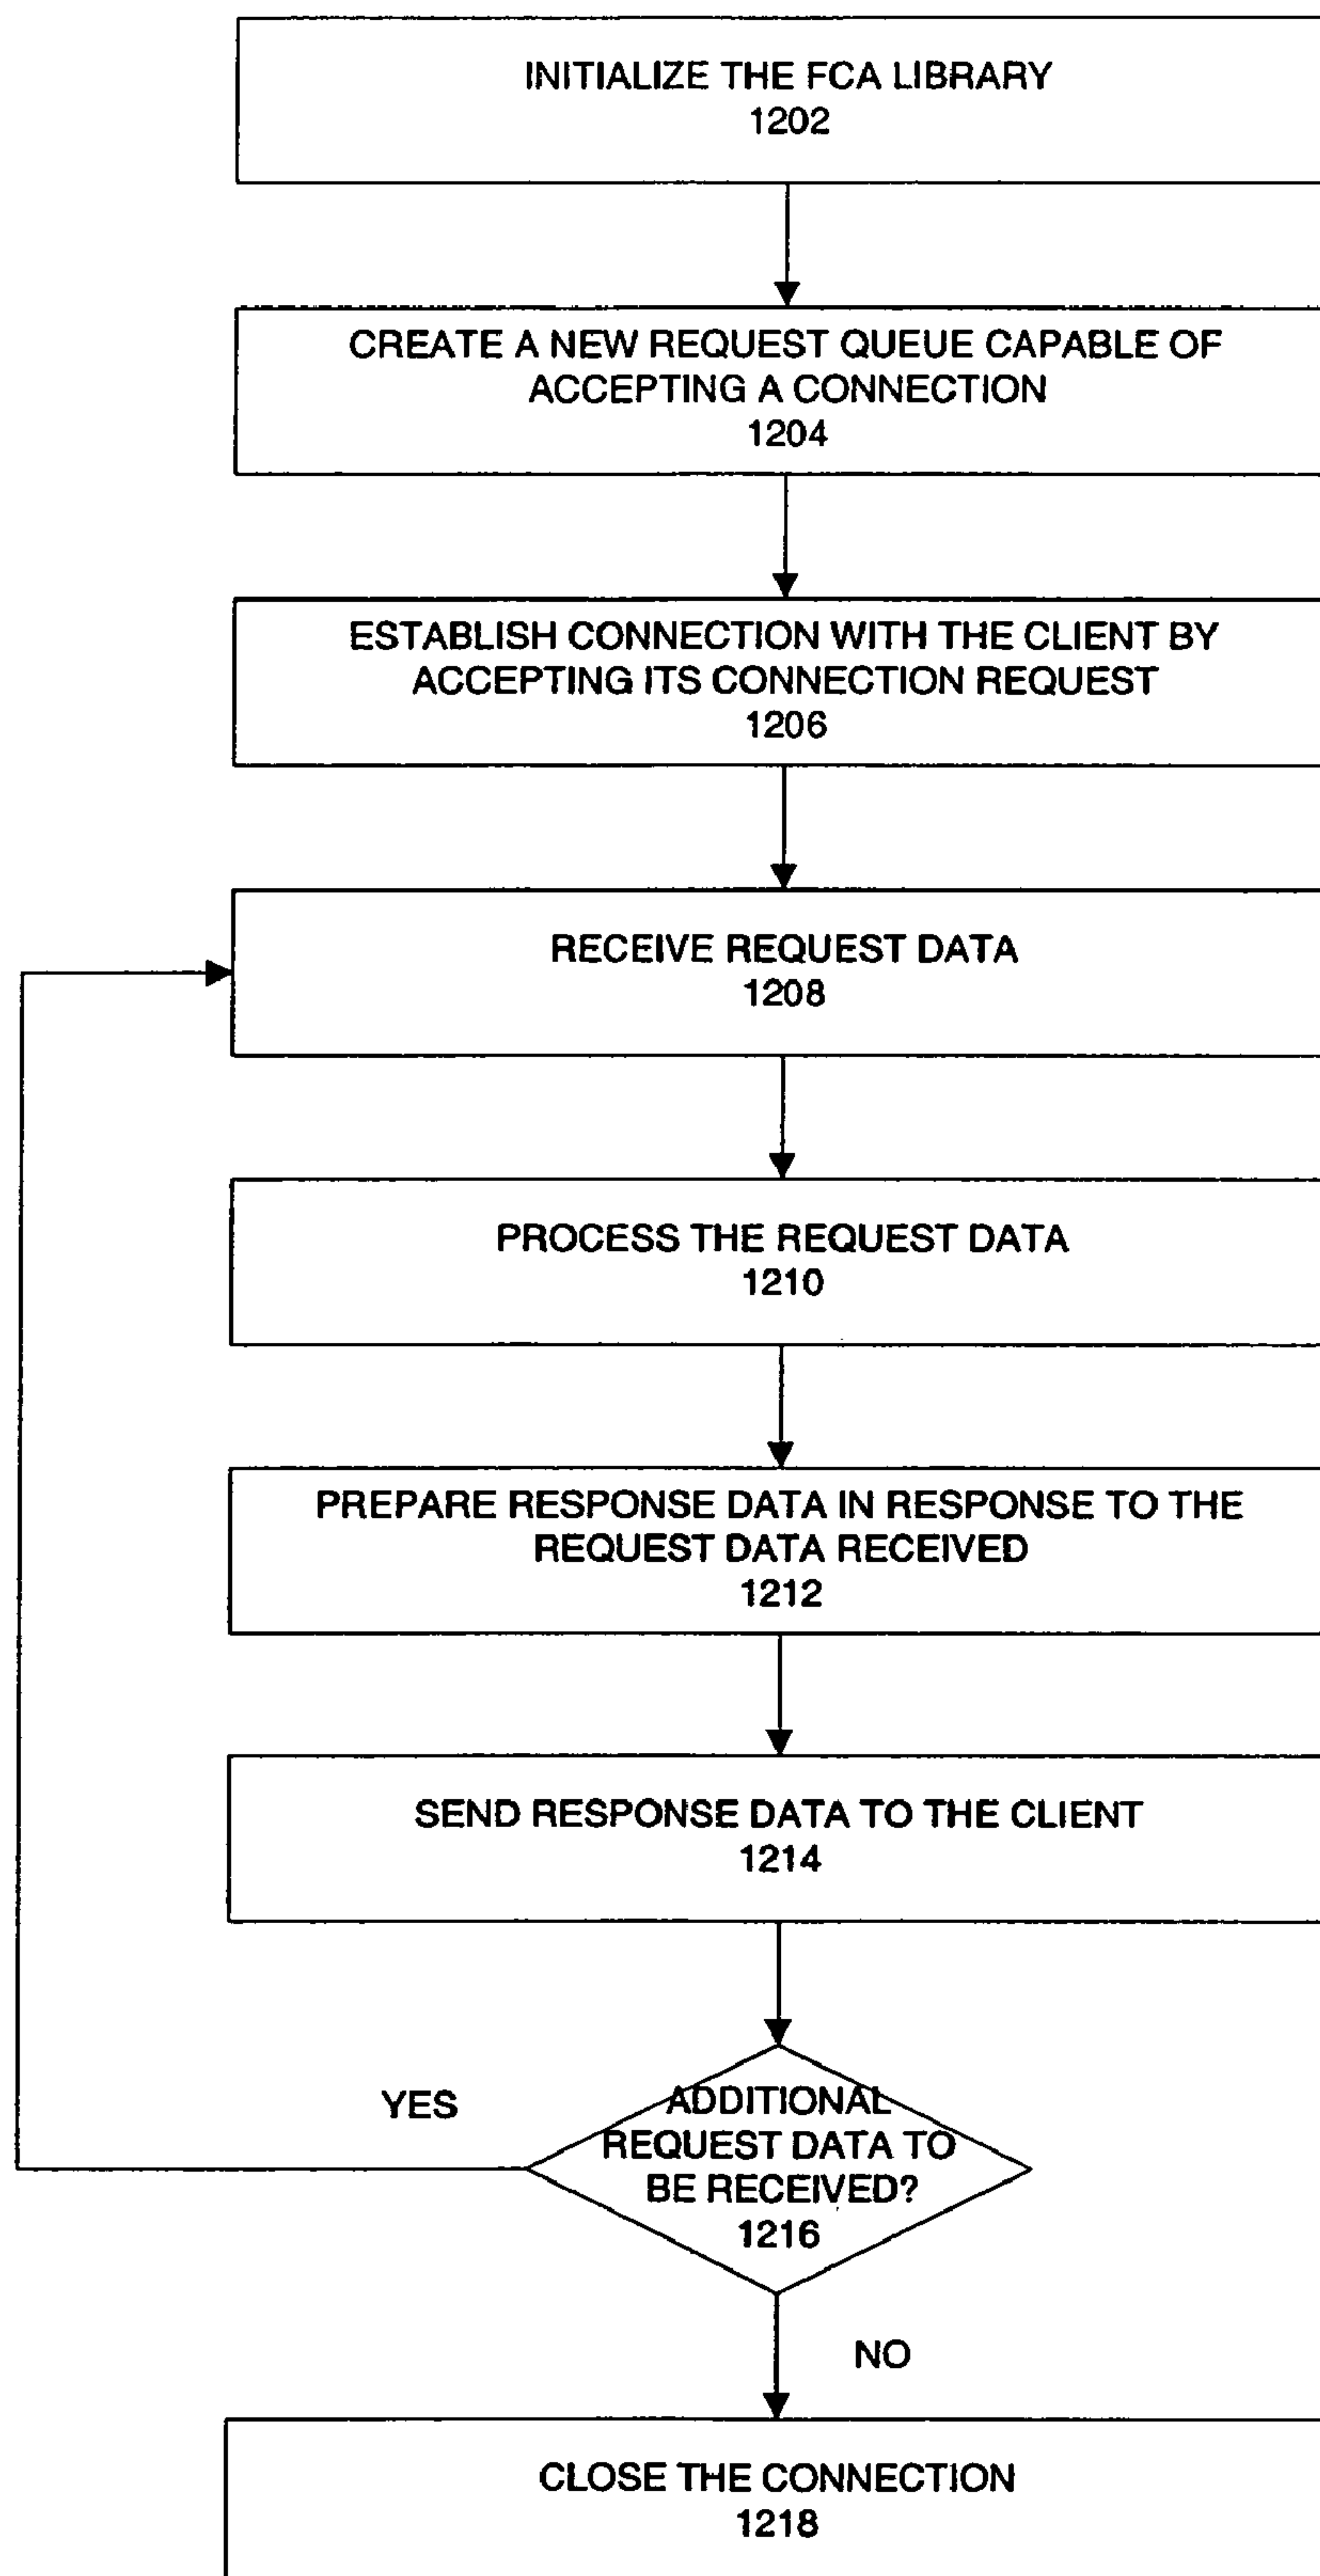 INITIALIZE THE FCA LIBRARY
1202
CREATE A NEW REQUEST QUEUE CAPABLE OF
ACCEPTING A CONNECTION
1204
ESTABLISH CONNECTION WITH THE CLIENT BY
ACCEPTING ITS CONNECTION REQUEST
1206
RECEIVE REQUEST DATA
1208
PROCESS THE REQUEST DATA
1210
PREPARE RESPONSE DATA IN RESPONSE TO THE
REQUEST DATA RECEIVED
1212
SEND RESPONSE DATA TO THE CLIENT
1214
YES
ADDITIONAL
REQUEST DATA TO
BE RECEIVED?
1216
NO
CLOSE THE CONNECTION
1218